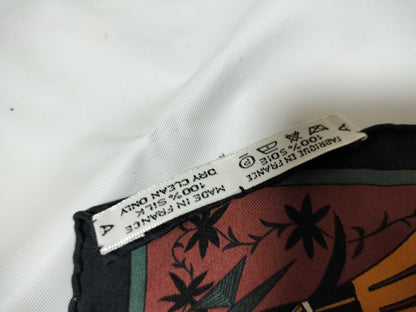 A
MADE IN FRANCE
100% SILK
DRY CLEAN ONLY
P
FABRIQUE EN FRANCE
100% SOIE
A